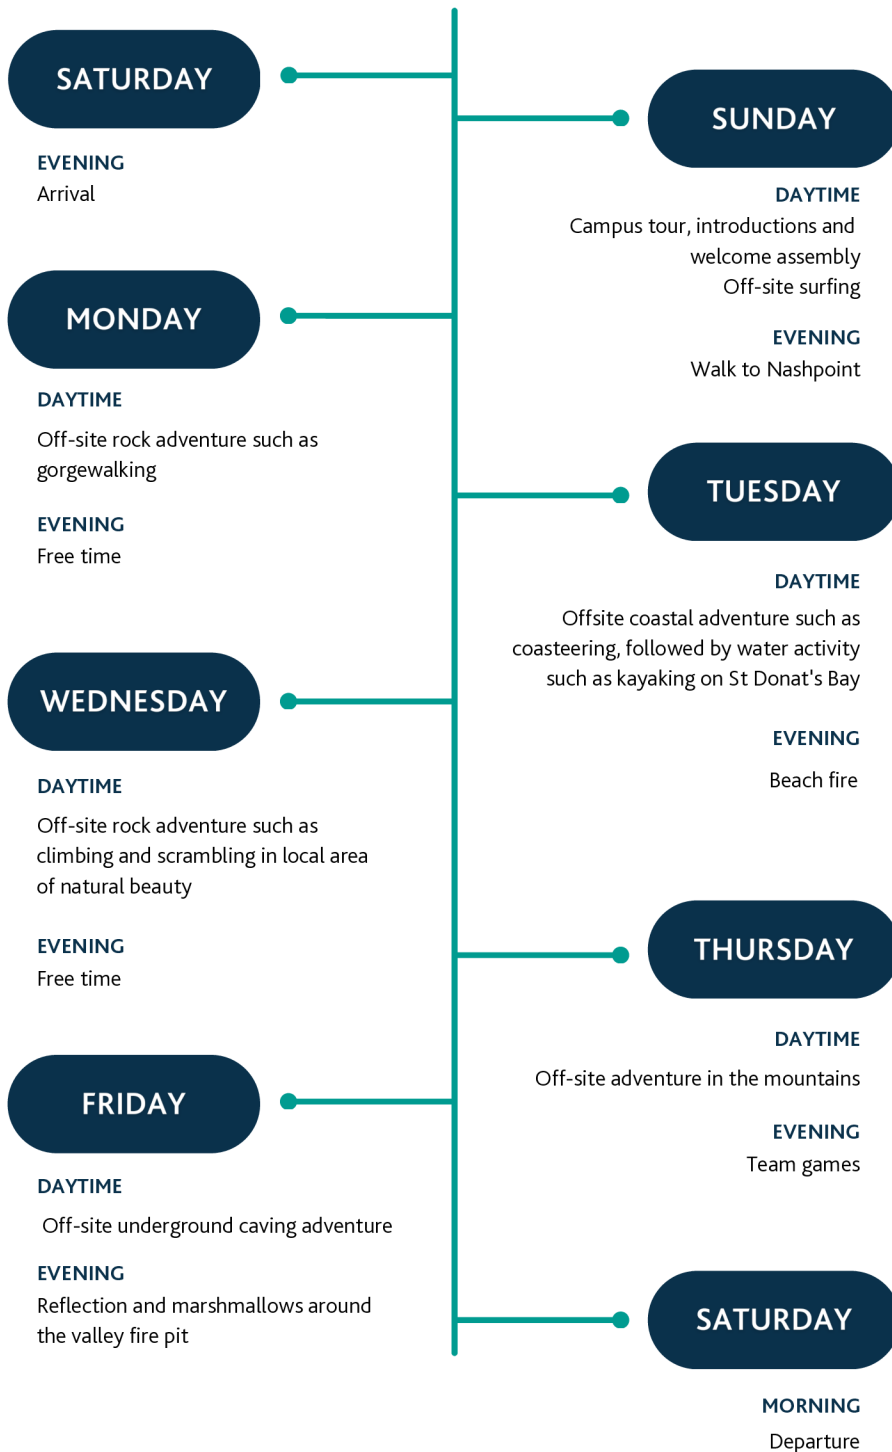 SATURDAY
EVENING
Arrival
SUNDAY
DAYTIME
Campus tour, introductions and
welcome assembly
Off-site surfing
EVENING
Walk to Nashpoint
MONDAY
DAYTIME
Off-site rock adventure such as
gorgewalking
EVENING
Free time
TUESDAY
DAYTIME
Offsite coastal adventure such as
coasteering, followed by water activity
such as kayaking on St Donat's Bay
EVENING
Beach fire
WEDNESDAY
DAYTIME
Off-site rock adventure such as
climbing and scrambling in local area
of natural beauty
EVENING
Free time
THURSDAY
DAYTIME
Off-site adventure in the mountains
EVENING
Team games
FRIDAY
DAYTIME
Off-site underground caving adventure
EVENING
Reflection and marshmallows around
the valley fire pit
SATURDAY
MORNING
Departure